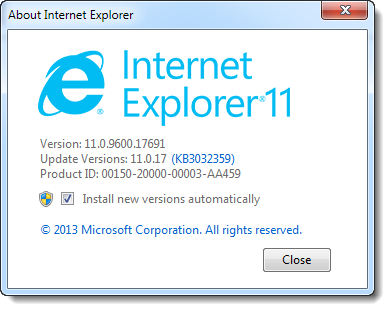 About Internet Explorer
Internet
Explorer®11
Version: 11.0.9600.17691
Update Versions: 11.0.17 (KB3032359)
Product ID: 00150-20000-00003-AA459
Install new versions automatically
© 2013 Microsoft Corporation. All rights reserved.
Close